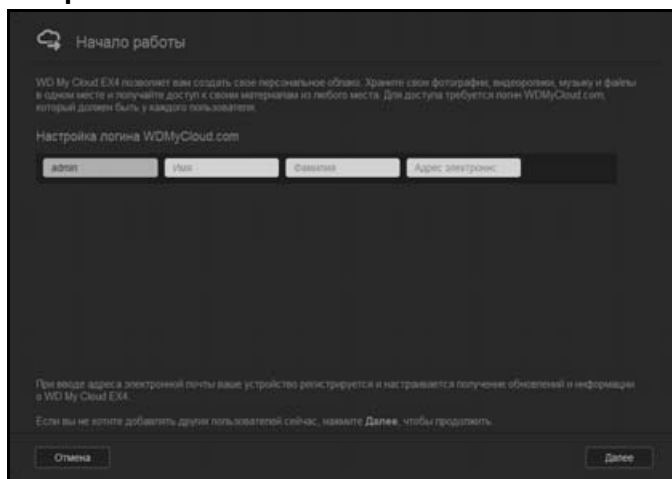 Начало работы
WD My Cloud EX4 позволяет вам создать свое персональное облако. Храните свои фотографии, видеоролики, музыку и файлы
в одном месте и получайте доступ к своим материалам из любого места. Для доступа требуется логин WDMyCloud.com,
который должен быть у каждого пользователя.
Настройка логина WDMyCloud.com
admin Имя Фамилия Адрес электронис
При вводе адреса электронной почты ваше устройство регистрируется и настраивается получение обновлений и информации
о WD My Cloud EX4.
Если вы не хотите добавлять других пользователей сейчас, нажмите Далее, чтобы продолжить.
Отмена Далее